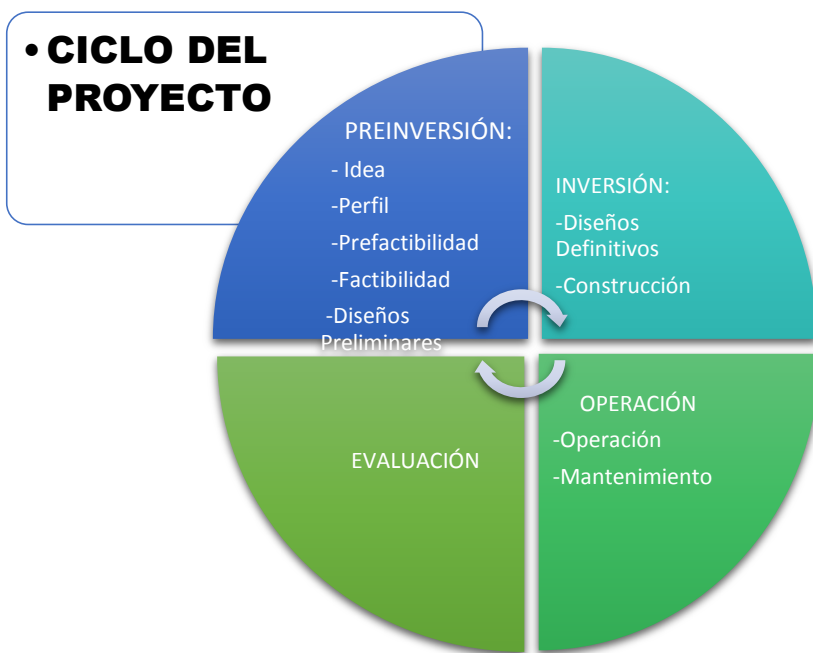 • CICLO DEL
PROYECTO
PREINVERSIÓN:
- Idea
-Perfil
-Prefactibilidad
-Factibilidad
-Diseños
Preliminares
INVERSIÓN:
-Diseños
Definitivos
-Construcción
OPERACIÓN
-Operación
-Mantenimiento
EVALUACIÓN